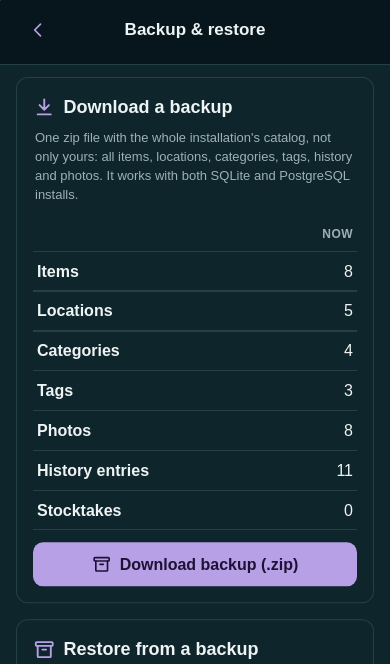 Backup & restore
Download a backup
One zip file with the whole installation's catalog, not
only yours: all items, locations, categories, tags, history
and photos. It works with both SQLite and PostgreSQL
installs.
NOW
Items 8
Locations 5
Categories 4
Tags 3
Photos 8
History entries 11
Stocktakes 0
Download backup (.zip)
Restore from a backup